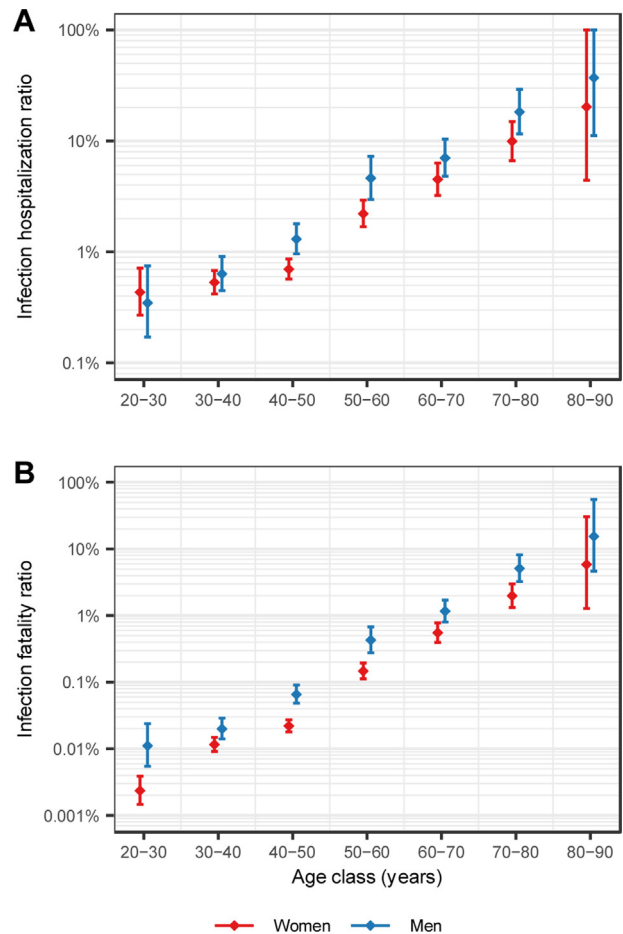 A
Infection hospitalization ratio
100%
10%
1%
0.1%
20−30 30−40 40−50 50−60 60−70 70−80 80−90
B
Infection fatality ratio
100%
10%
1%
0.1%
0.01%
0.001%
20−30 30−40 40−50 50−60 60−70 70−80 80−90
Age class (years)
Women Men